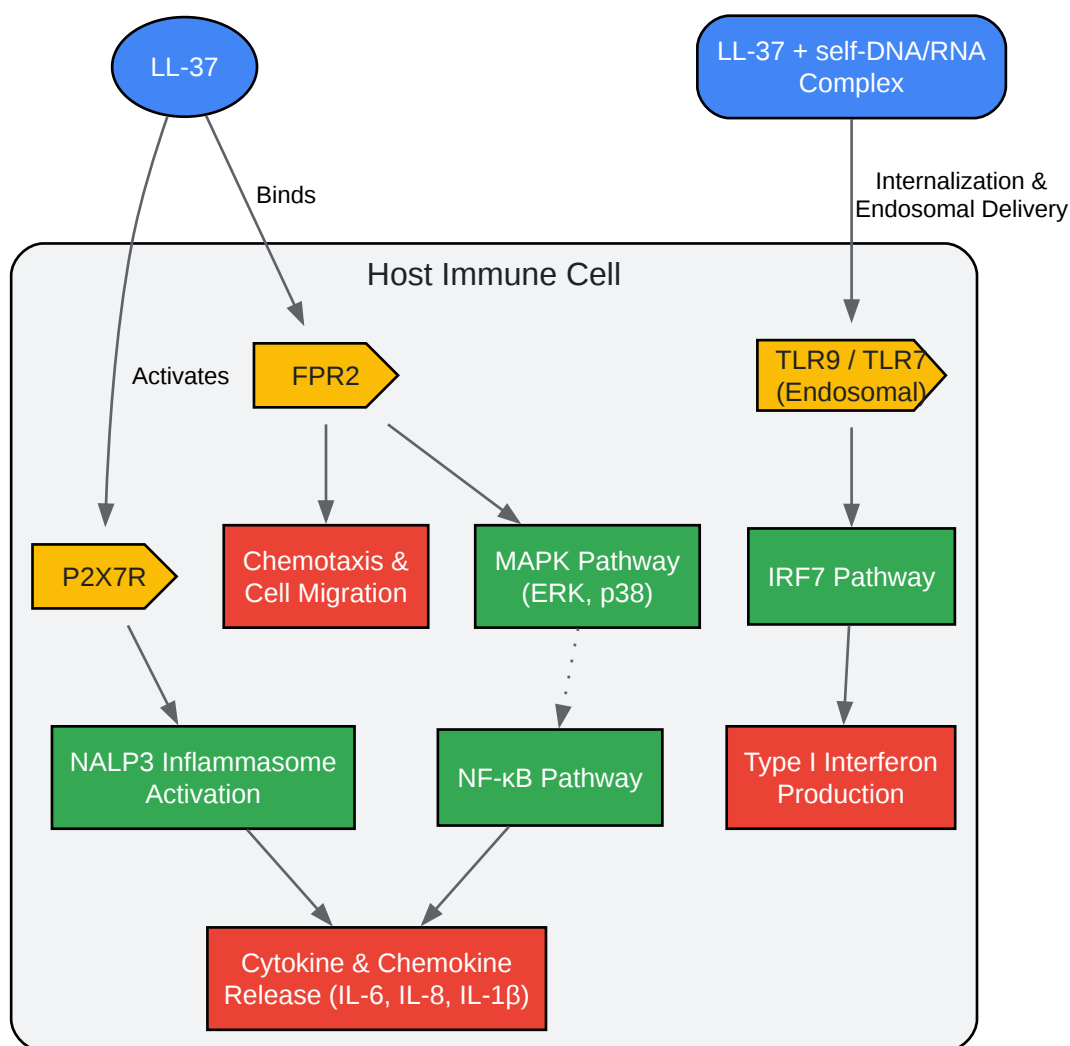 LL-37
LL-37 + self-DNA/RNA
Complex
Binds
Internalization &
Endosomal Delivery
Host Immune Cell
Activates
FPR2
TLR9 / TLR7
(Endosomal)
P2X7R
Chemotaxis &
Cell Migration
MAPK Pathway
(ERK, p38)
IRF7 Pathway
NALP3 Inflammasome
Activation
NF-κB Pathway
Type I Interferon
Production
Cytokine & Chemokine
Release (IL-6, IL-8, IL-1β)